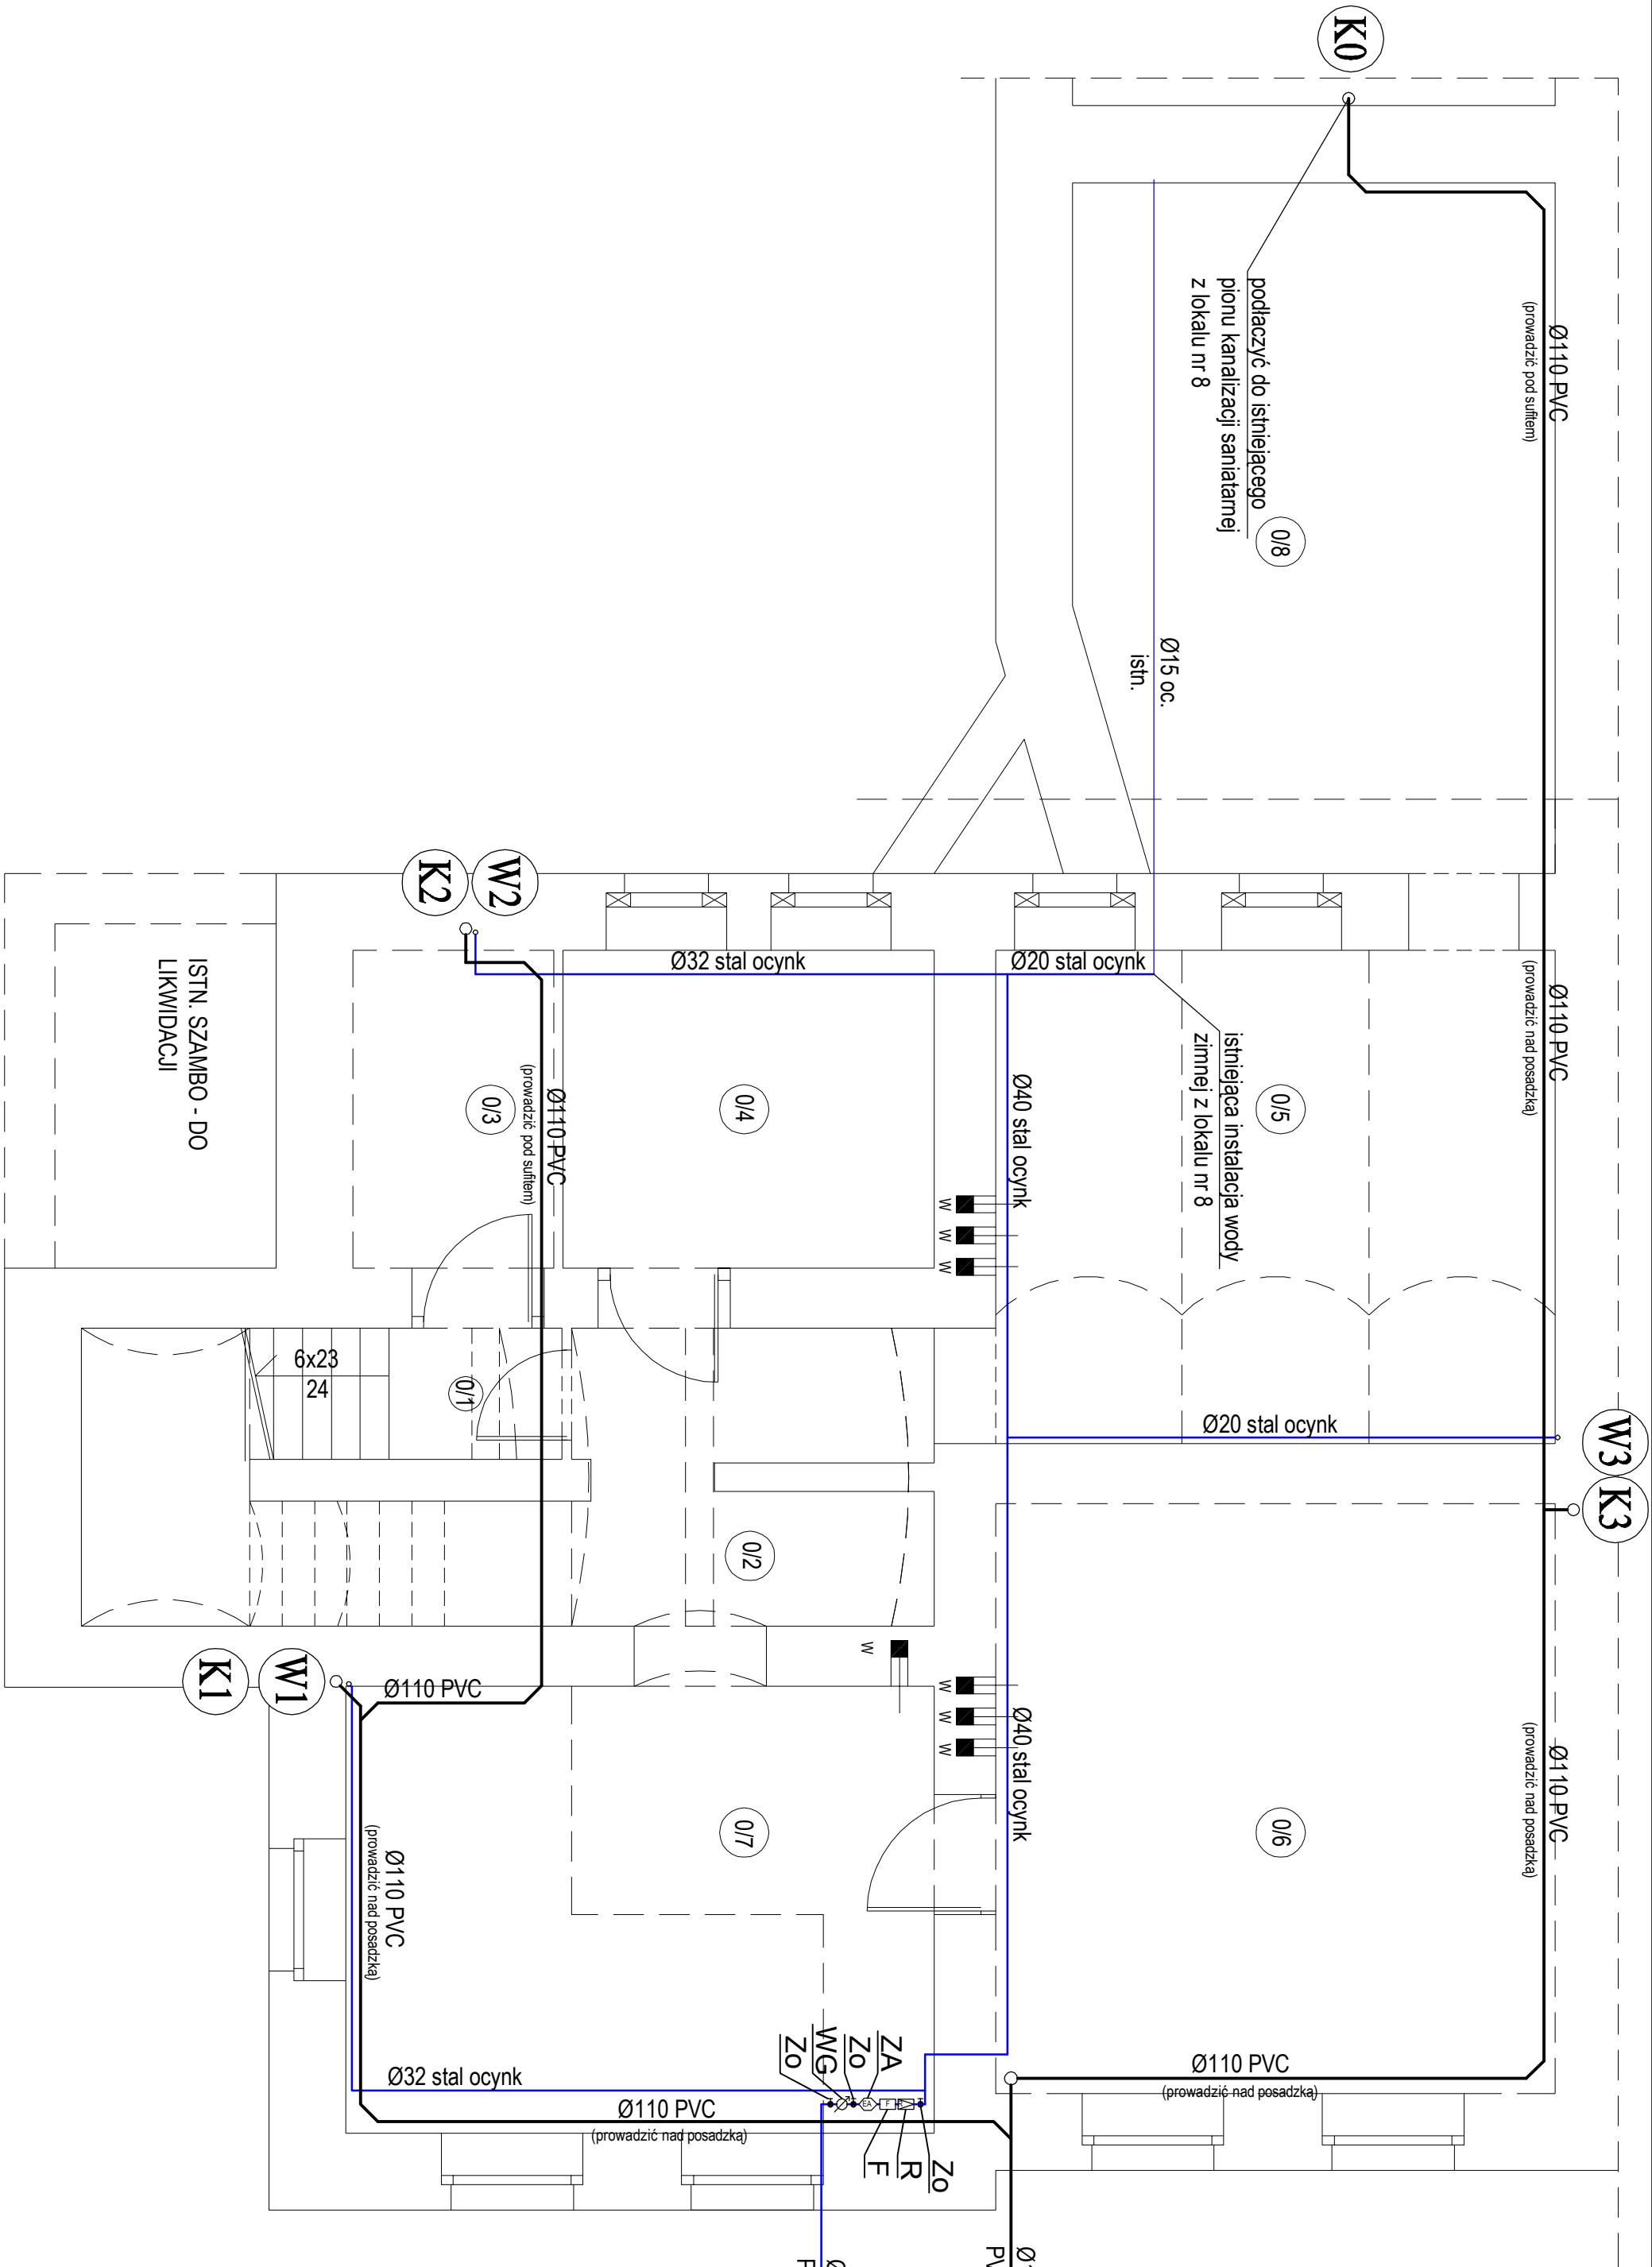 K0
podłaczyć do istniejącego
pionu kanalizacji saniatarnej
z lokalu nr 8
0/8
Ø110 PVC
(prowadzić pod sufitem)
Ø15 oc.
istn.
K2
W2
Ø32 stal ocynk
Ø20 stal ocynk
Ø110 PVC
(prowadzić nad posadzką)
ISTN. SZAMBO - DO
LIKWIDACJI
0/3
Ø110 PVC
(prowadzić pod sufitem)
0/4
Ø40 stal ocynk
istniejąca instalacja wody
zimnej z lokalu nr 8
0/5
W
W
W
6x23
24
0/1
Ø20 stal ocynk
W3
K3
0/2
W
K1
W1
Ø110 PVC
W
W
W
Ø40 stal ocynk
Ø110 PVC
(prowadzić nad posadzką)
0/7
0/6
Ø110 PVC
(prowadzić nad posadzką)
Zo
WG
Zo
ZA
EA
F
Ø32 stal ocynk
Ø110 PVC
(prowadzić nad posadzką)
Ø110 PVC
(prowadzić nad posadzką)
F
R
Zo